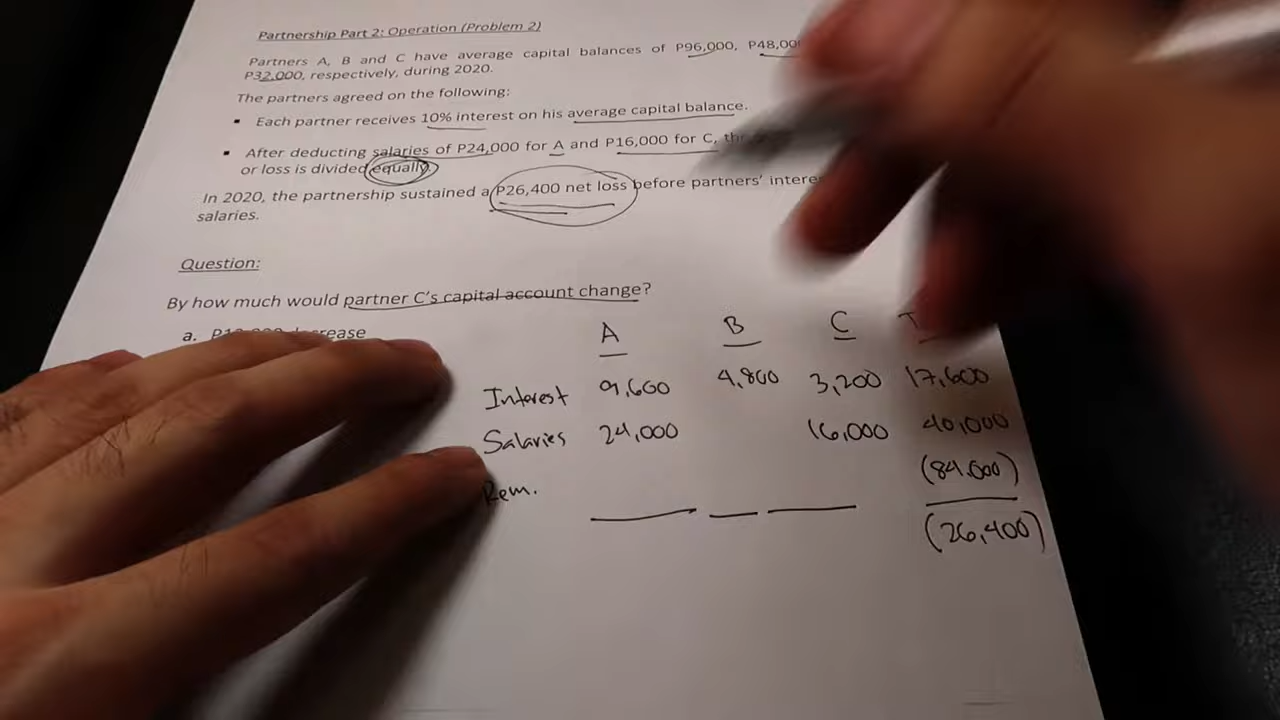 Partnership Part 2: Operation (Problem 2)
Partners A, B and C have average capital balances of P96,000, P48,00
P32,000, respectively, during 2020.
The partners agreed on the following:
▪ Each partner receives 10% interest on his average capital balance.
▪ After deducting salaries of P24,000 for A and P16,000 for C,
or loss is divided equally.
In 2020, the partnership sustained a P26,400 net loss before partners'
salaries.
Question:
By how much would partner C's capital account change?
a.
A B C T
Interest 9,600 4,800 3,200 17,600
Salaries 24,000 16,000 40,000
Rem. (84,000)
(26,400)